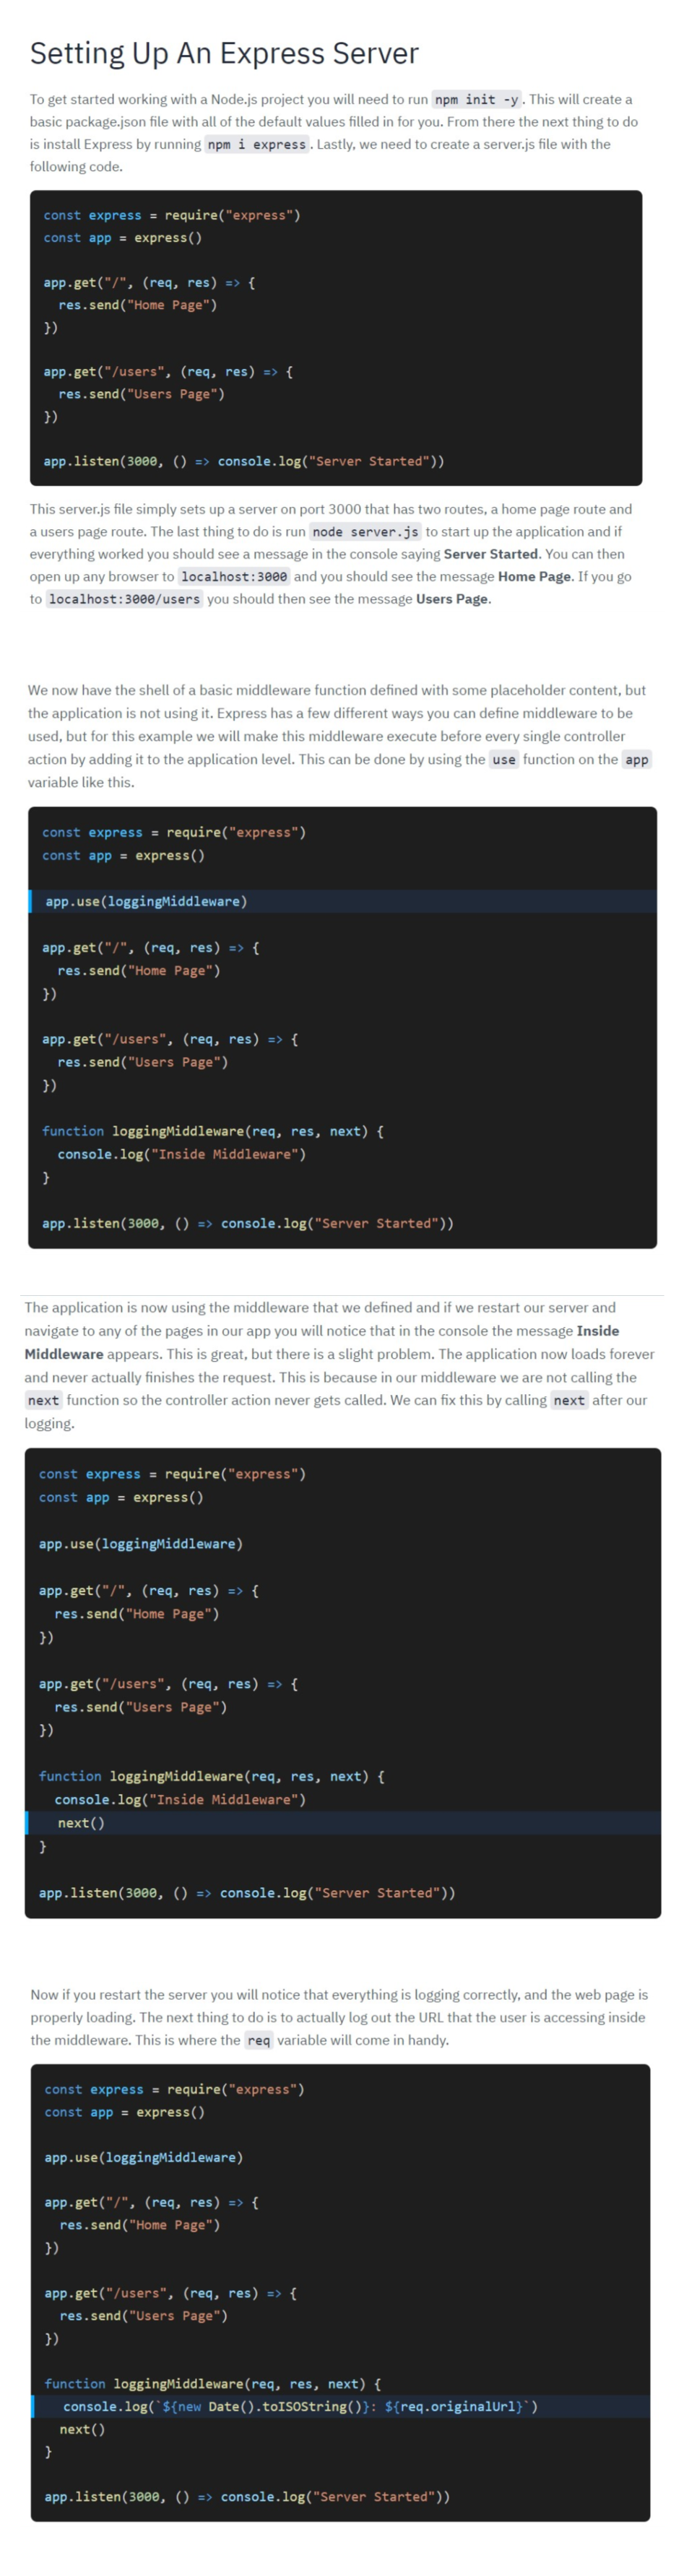 Setting Up An Express Server
To get started working with a Node.js project you will need to run npm init -y. This will create a
basic package.json file with all of the default values filled in for you. From there the next thing to do
is install Express by running npm i express. Lastly, we need to create a server.js file with the
following code.
const express = require("express")
const app = express()
app.get("/", (req, res) => {
  res.send("Home Page")
})
app.get("/users", (req, res) => {
  res.send("Users Page")
})
app.listen(3000, () => console.log("Server Started"))
This server.js file simply sets up a server on port 3000 that has two routes, a home page route and
a users page route. The last thing to do is run node server.js to start up the application and if
everything worked you should see a message in the console saying Server Started. You can then
open up any browser to localhost:3000 and you should see the message Home Page. If you go
to localhost:3000/users you should then see the message Users Page.
We now have the shell of a basic middleware function defined with some placeholder content, but
the application is not using it. Express has a few different ways you can define middleware to be
used, but for this example we will make this middleware execute before every single controller
action by adding it to the application level. This can be done by using the use function on the app
variable like this.
const express = require("express")
const app = express()
app.use(loggingMiddleware)
app.get("/", (req, res) => {
  res.send("Home Page")
})
app.get("/users", (req, res) => {
  res.send("Users Page")
})
function loggingMiddleware(req, res, next) {
  console.log("Inside Middleware")
}
app.listen(3000, () => console.log("Server Started"))
The application is now using the middleware that we defined and if we restart our server and
navigate to any of the pages in our app you will notice that in the console the message Inside
Middleware appears. This is great, but there is a slight problem. The application now loads forever
and never actually finishes the request. This is because in our middleware we are not calling the
next function so the controller action never gets called. We can fix this by calling next after our
logging.
const express = require("express")
const app = express()
app.use(loggingMiddleware)
app.get("/", (req, res) => {
  res.send("Home Page")
})
app.get("/users", (req, res) => {
  res.send("Users Page")
})
function loggingMiddleware(req, res, next) {
  console.log("Inside Middleware")
  next()
}
app.listen(3000, () => console.log("Server Started"))
Now if you restart the server you will notice that everything is logging correctly, and the web page is
properly loading. The next thing to do is to actually log out the URL that the user is accessing inside
the middleware. This is where the req variable will come in handy.
const express = require("express")
const app = express()
app.use(loggingMiddleware)
app.get("/", (req, res) => {
  res.send("Home Page")
})
app.get("/users", (req, res) => {
  res.send("Users Page")
})
function loggingMiddleware(req, res, next) {
  console.log(`${new Date().toISOString()}: ${req.originalUrl}`)
  next()
}
app.listen(3000, () => console.log("Server Started"))